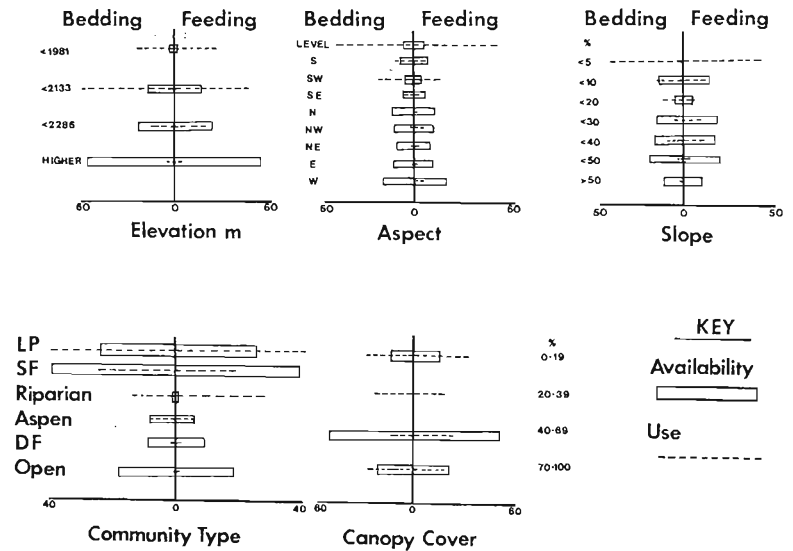 Bedding Feeding
<1981
<2133
<2286
HIGHER
60 0 60
Elevation m
Bedding Feeding
LEVEL
S
SW
SE
N
NW
NE
E
W
50 0 50
Aspect
Bedding Feeding
%
<5
<10
<20
<30
<40
<50
>50
50 0 50
Slope
LP
SF
Riparian
Aspen
DF
Open
40 0 40
Community Type
%
0-19
20-39
40-69
70-100
60 0 60
Canopy Cover
KEY
Availability
Use